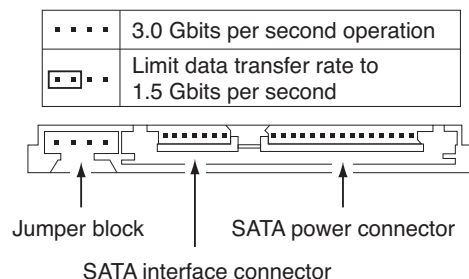 3.0 Gbits per second operation
Limit data transfer rate to
1.5 Gbits per second
Jumper block
SATA power connector
SATA interface connector